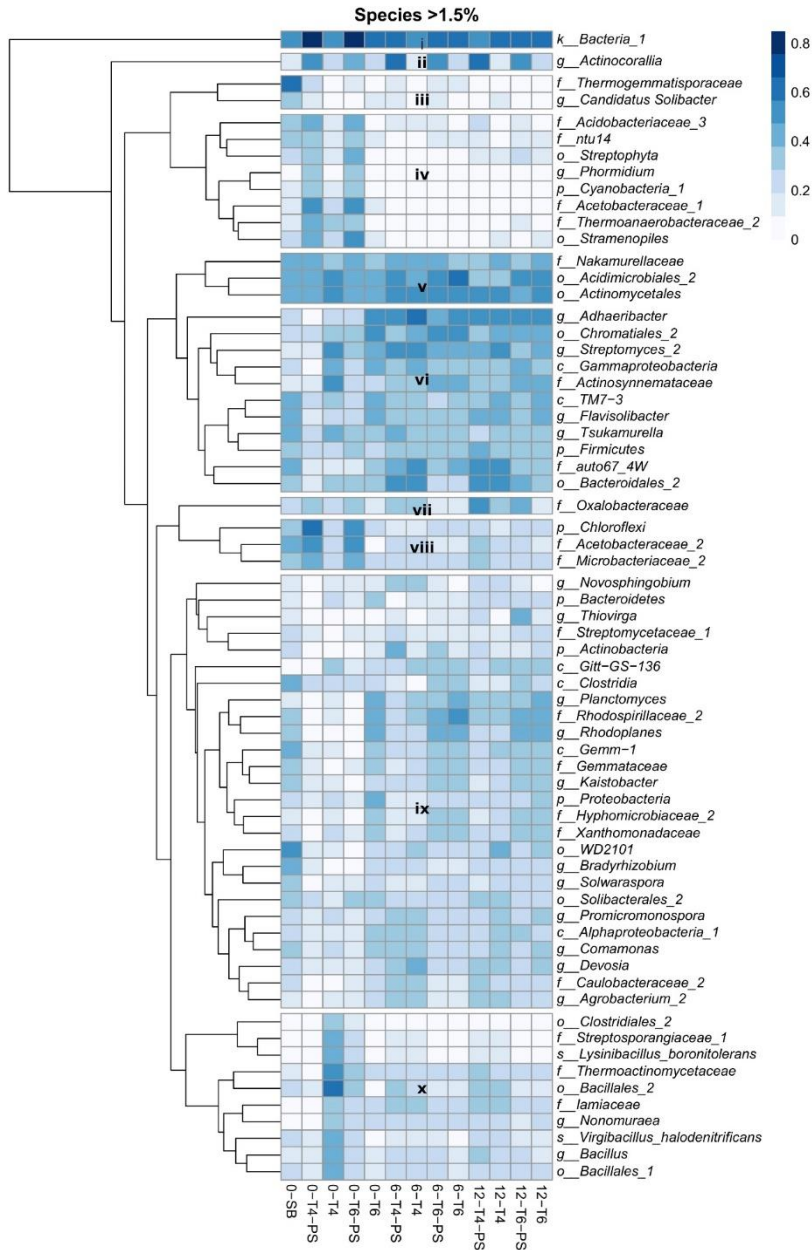 Species >1.5%
k__Bacteria_1
g__Actinocorallia
f__Thermogemmatisporaceae
g__Candidatus Solibacter
f__Acidobacteriaceae_3
f__ntu14
o__Streptophyta
g__Phormidium
p__Cyanobacteria_1
f__Acetobacteraceae_1
f__Thermoanaerobacteraceae_2
o__Stramenopiles
f__Nakamurellaceae
o__Acidimicrobiales_2
o__Actinomycetales
g__Adhaeribacter
o__Chromatiales_2
g__Streptomyces_2
c__Gammaproteobacteria
f__Actinosynnemataceae
c__TM7−3
g__Flavisolibacter
g__Tsukamurella
p__Firmicutes
f__auto67_4W
o__Bacteroidales_2
f__Oxalobacteraceae
p__Chloroflexi
f__Acetobacteraceae_2
f__Microbacteriaceae_2
g__Novosphingobium
p__Bacteroidetes
g__Thiovirga
f__Streptomycetaceae_1
p__Actinobacteria
c__Gitt−GS−136
c__Clostridia
g__Planctomyces
f__Rhodospirillaceae_2
g__Rhodoplanes
c__Gemm−1
f__Gemmataceae
g__Kaistobacter
p__Proteobacteria
f__Hyphomicrobiaceae_2
f__Xanthomonadaceae
o__WD2101
g__Bradyrhizobium
g__Solwaraspora
o__Solibacterales_2
g__Promicromonospora
c__Alphaproteobacteria_1
g__Comamonas
g__Devosia
f__Caulobacteraceae_2
g__Agrobacterium_2
o__Clostridiales_2
f__Streptosporangiaceae_1
s__Lysinibacillus_boronitolerans
f__Thermoactinomycetaceae
o__Bacillales_2
f__Iamiaceae
g__Nonomuraea
s__Virgibacillus_halodenitrificans
g__Bacillus
o__Bacillales_1
i
ii
iii
iv
v
vi
vii
viii
ix
x
0.8
0.6
0.4
0.2
0
0−SB
0−T4−PS
0−T4
0−T6−PS
0−T6
6−T4−PS
6−T4
6−T6−PS
6−T6
12−T4−PS
12−T4
12−T6−PS
12−T6